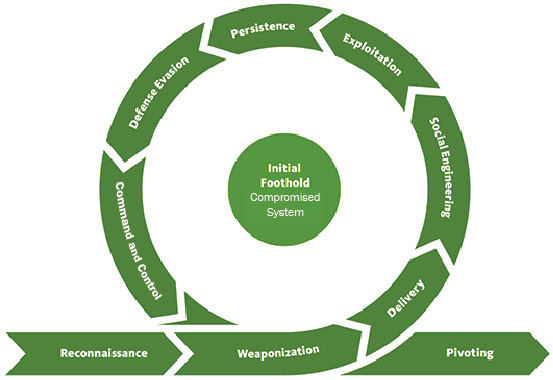 Reconnaissance
Weaponization
Delivery
Social Engineering
Exploitation
Persistence
Defense Evasion
Command and Control
Pivoting
Initial
Foothold
Compromised
System